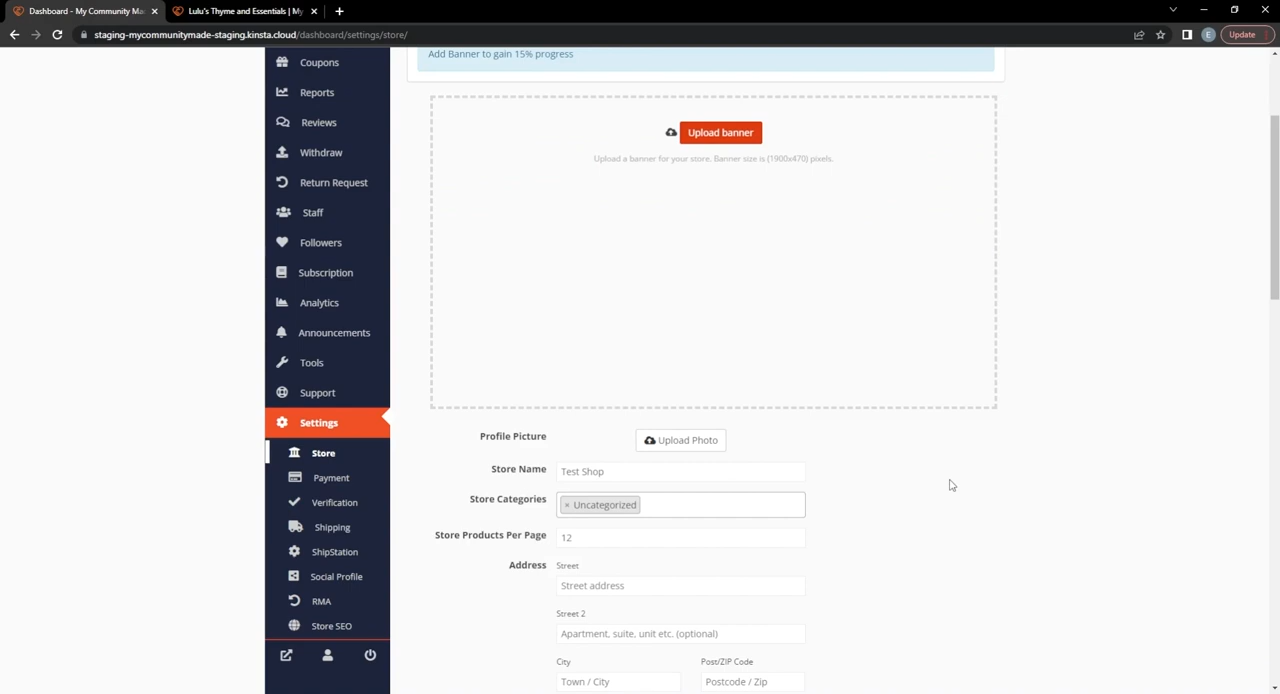 Dashboard - My Community Ma
Lulu's Thyme and Essentials | My
staging-mycommunitymade-staging.kinsta.cloud/dashboard/settings/store/
E
Update
Coupons
Reports
Reviews
Withdraw
Return Request
Staff
Followers
Subscription
Analytics
Announcements
Tools
Support
Settings
Store
Payment
Verification
Shipping
ShipStation
Social Profile
RMA
Store SEO
Add Banner to gain 15% progress
Upload banner
Upload a banner for your store. Banner size is (1900x470) pixels.
Profile Picture
Upload Photo
Store Name
Test Shop
Store Categories
× Uncategorized
Store Products Per Page
12
Address
Street
Street address
Street 2
Apartment, suite, unit etc. (optional)
City
Post/ZIP Code
Town / City
Postcode / Zip